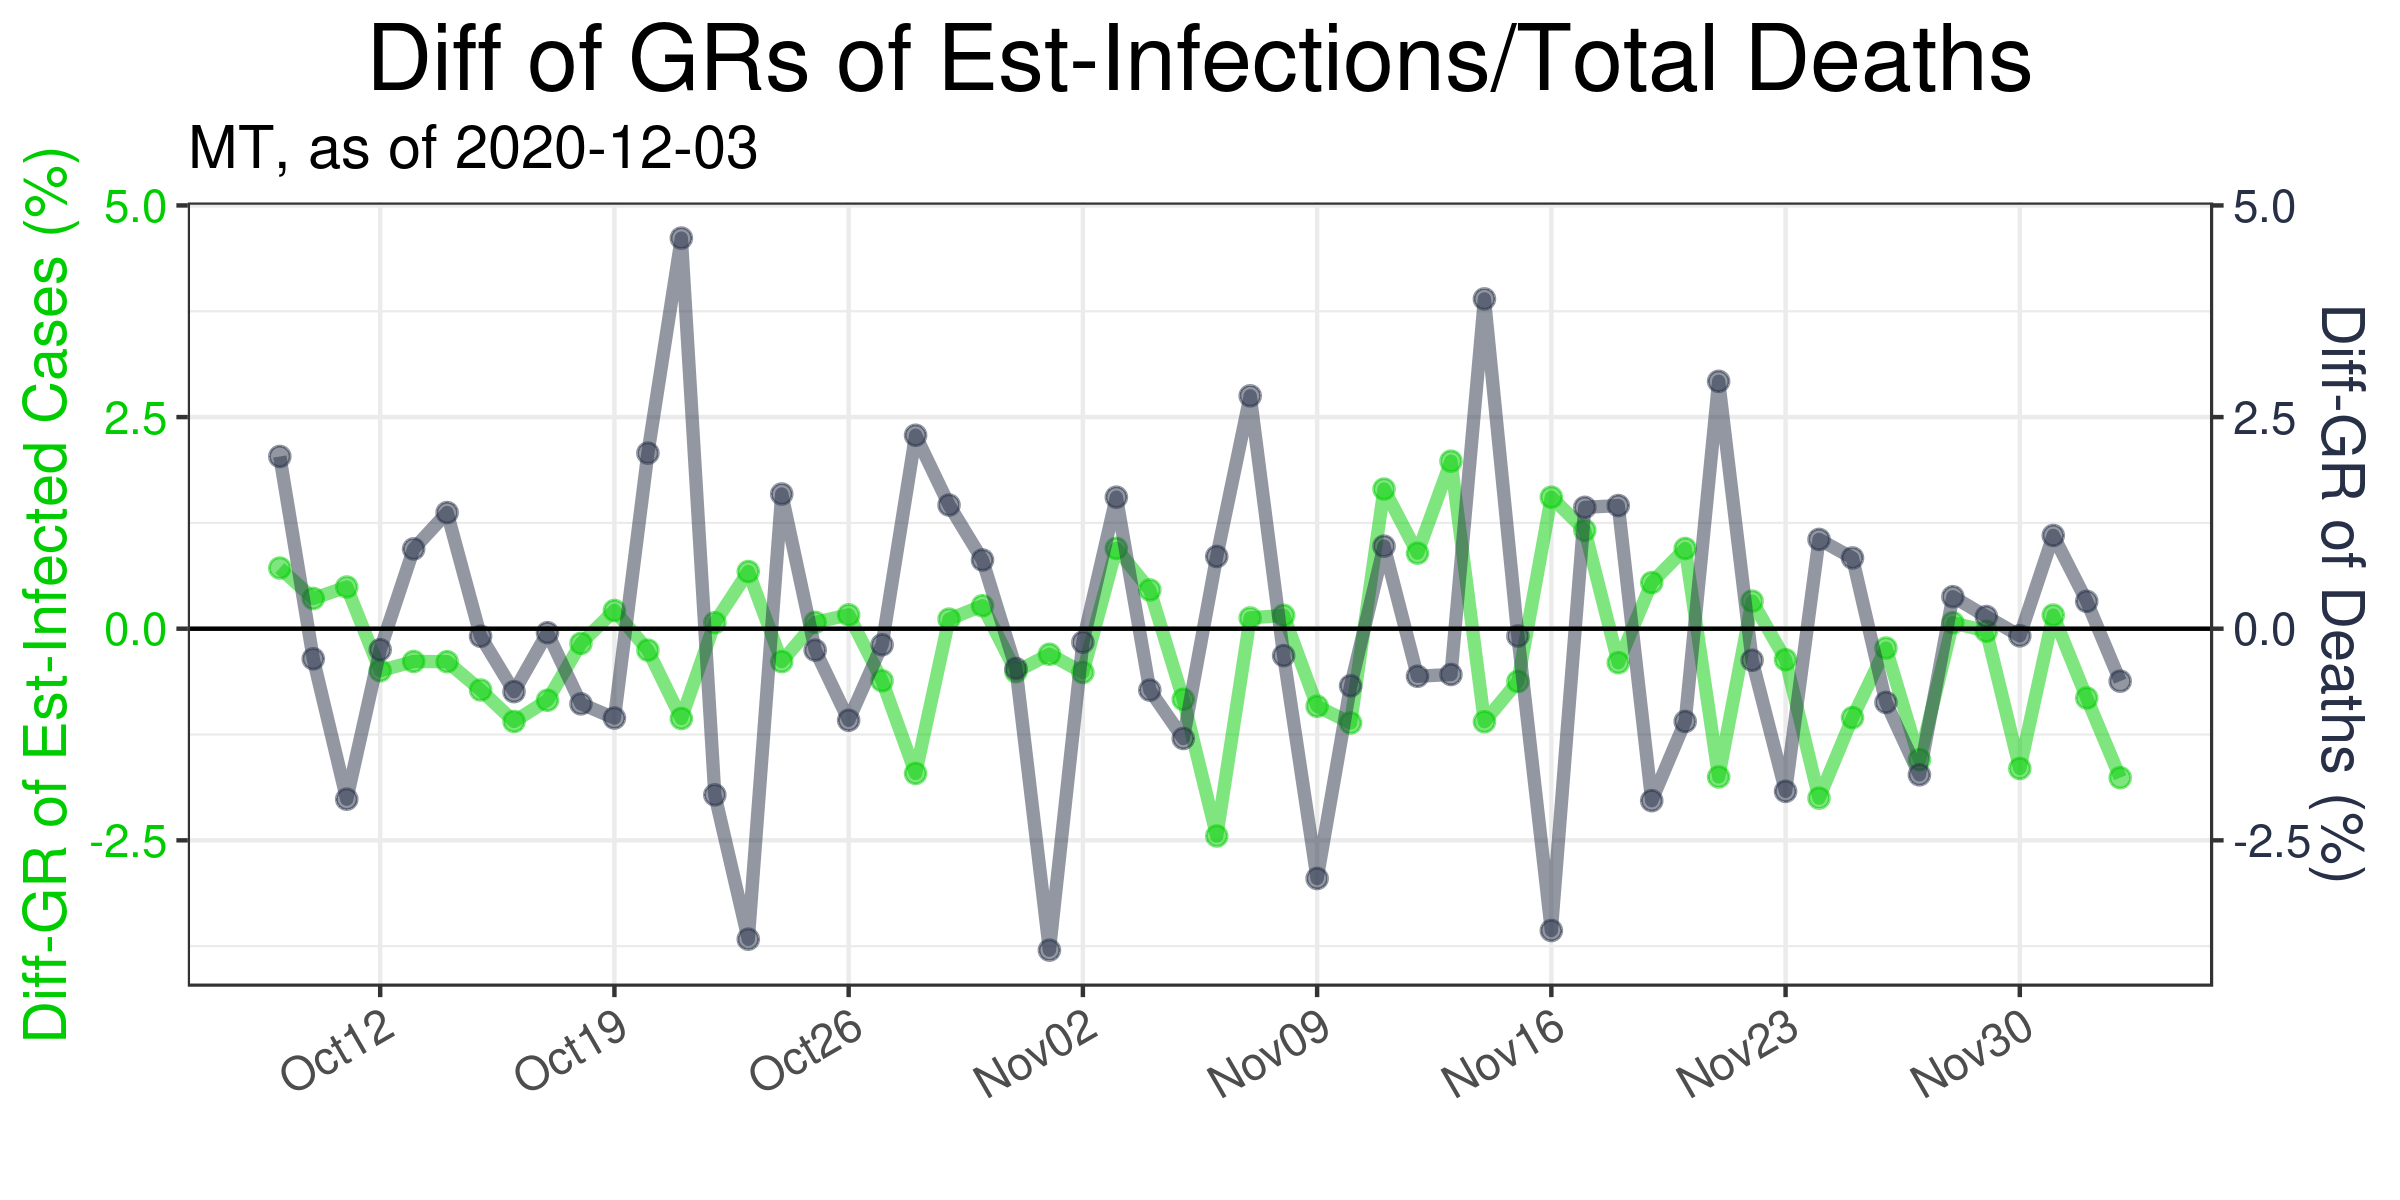 Diff of GRs of Est-Infections/Total Deaths
MT, as of 2020-12-03
Diff-GR of Est-Infected Cases (%)
5.0
2.5
0.0
-2.5
5.0
2.5
0.0
-2.5
Diff-GR of Deaths (%)
Oct12
Oct19
Oct26
Nov02
Nov09
Nov16
Nov23
Nov30